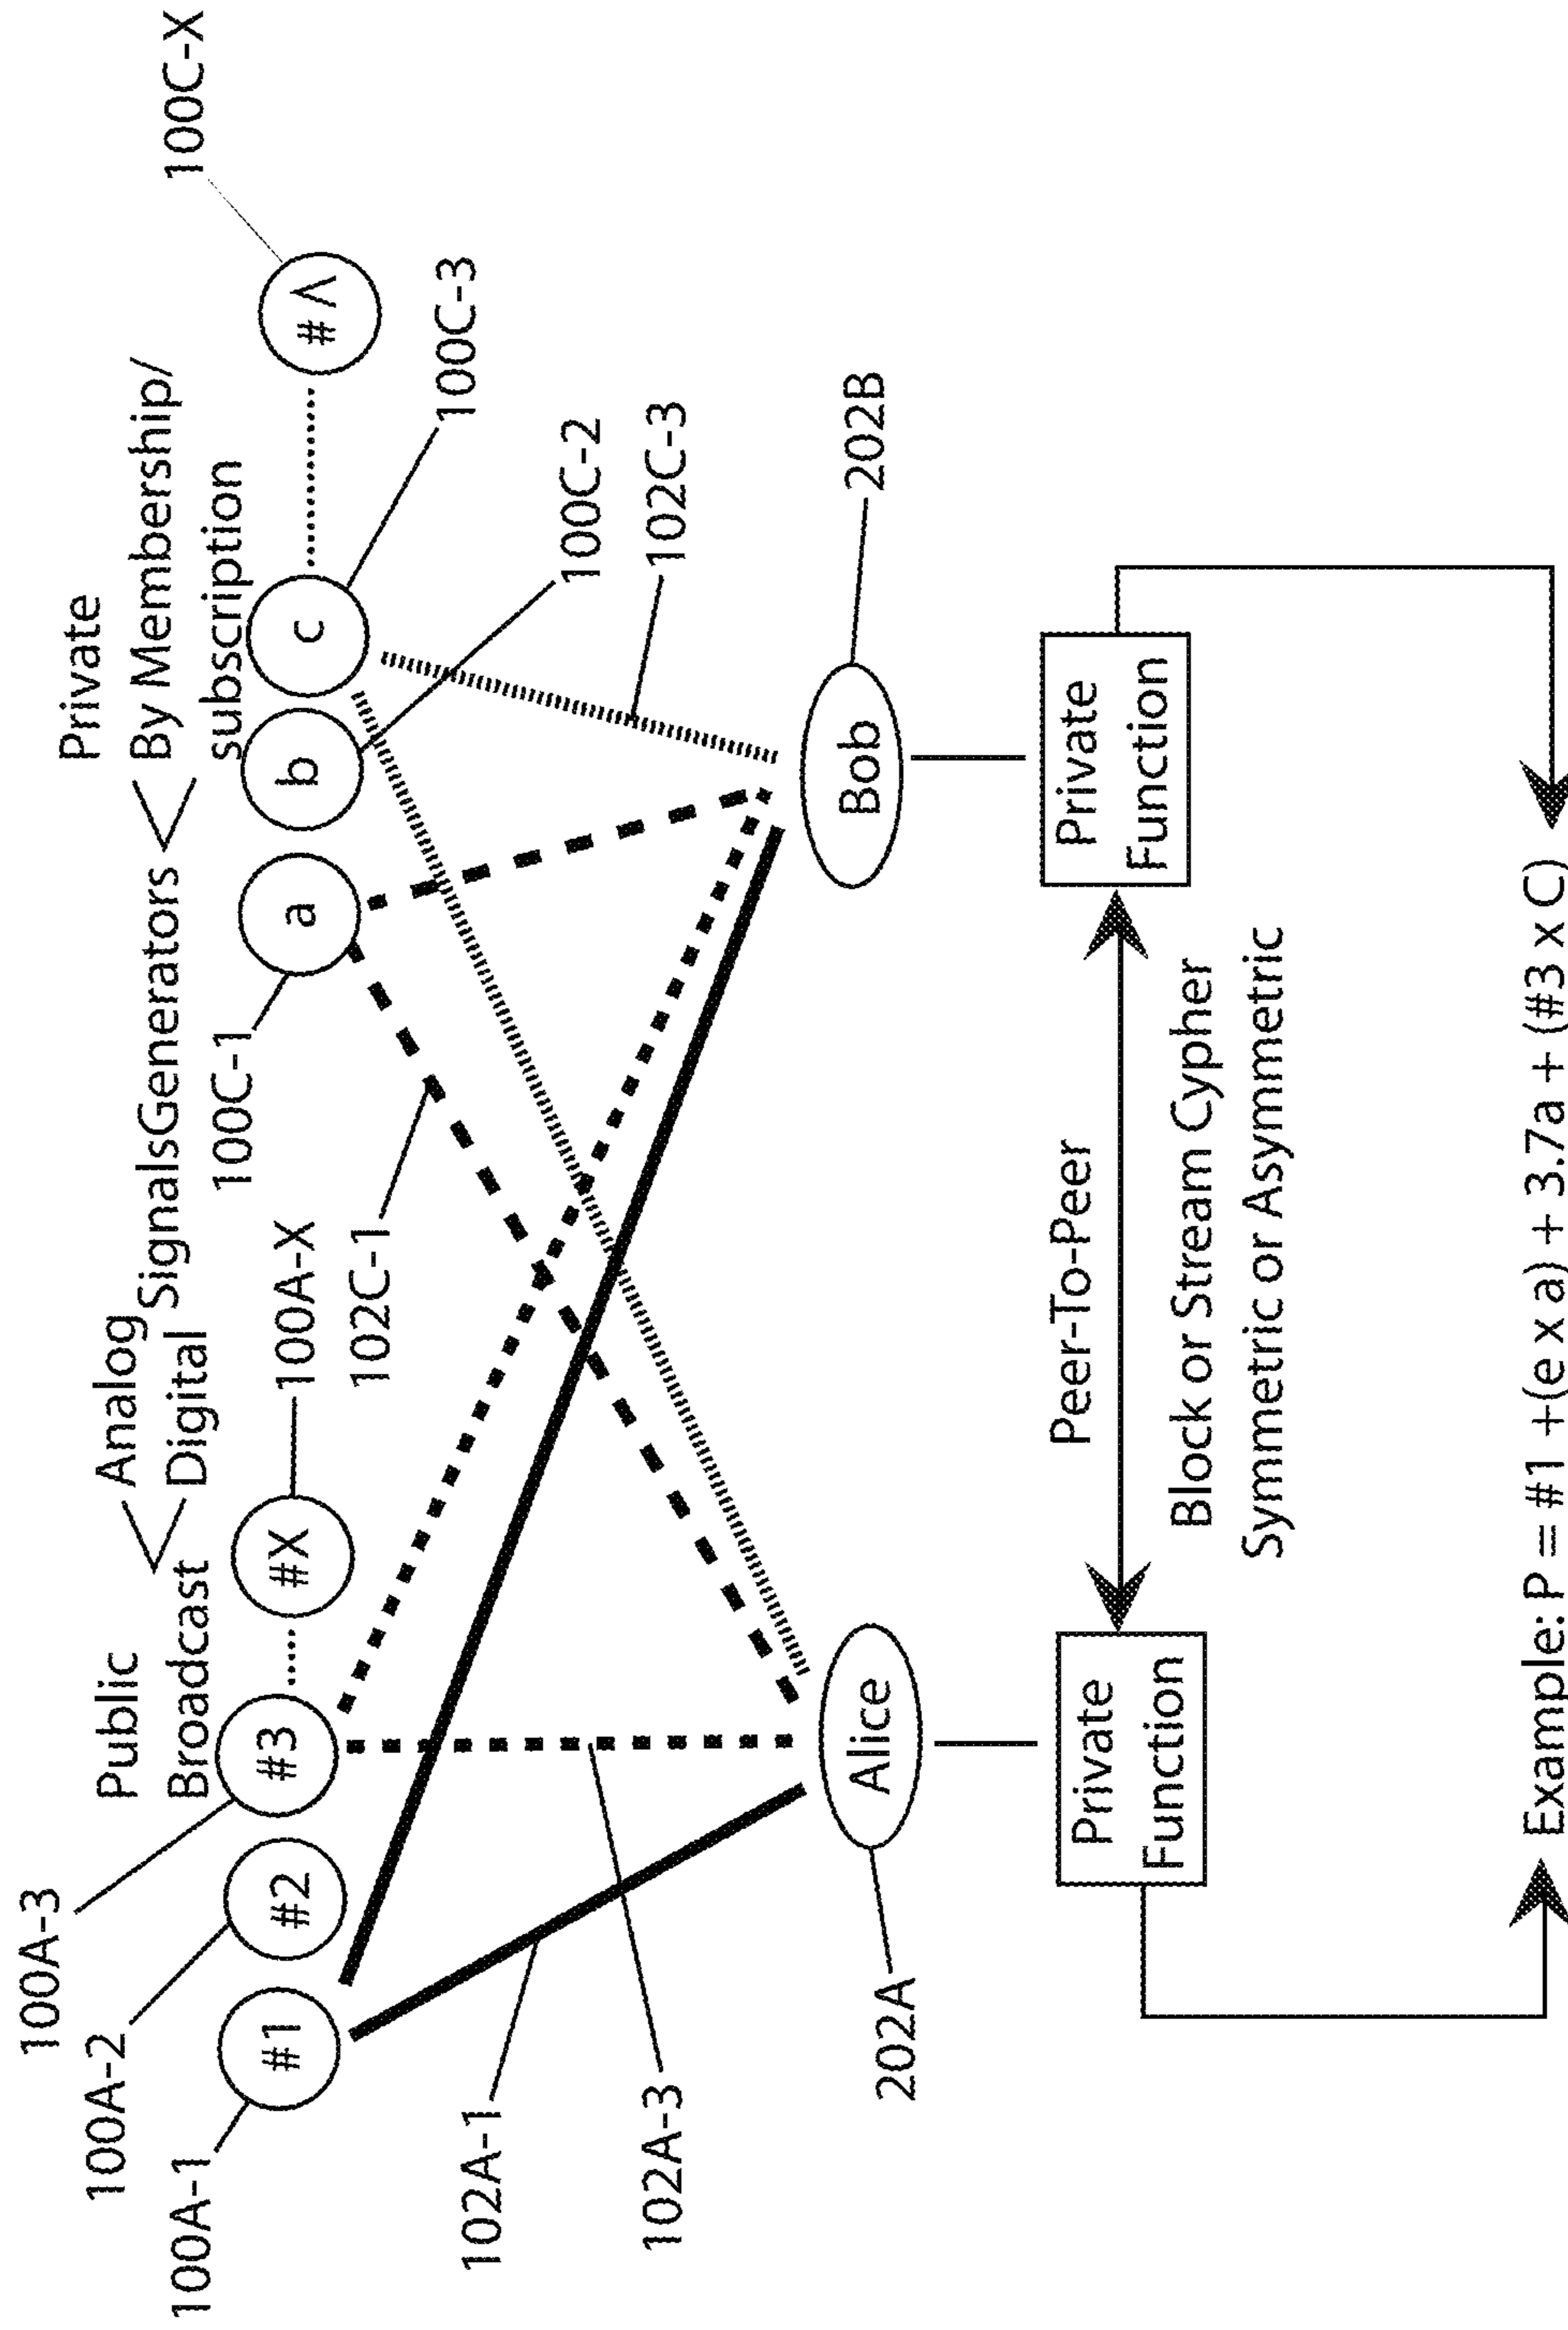 100A-3
100A-2
100A-1
Public
Broadcast
Analog
Digital
SignalsGenerators
Private
By Membership/
subscription
#1
#2
#3
#X
a
b
c
#Λ
100A-X
100C-1
100C-X
100C-3
100C-2
102C-1
102C-3
102A-1
102A-3
202A
Alice
Bob
202B
Private
Function
Peer-To-Peer
Private
Function
Block or Stream Cypher
Symmetric or Asymmetric
Example: P = #1 +(e x a) + 3.7a + (#3 x C)